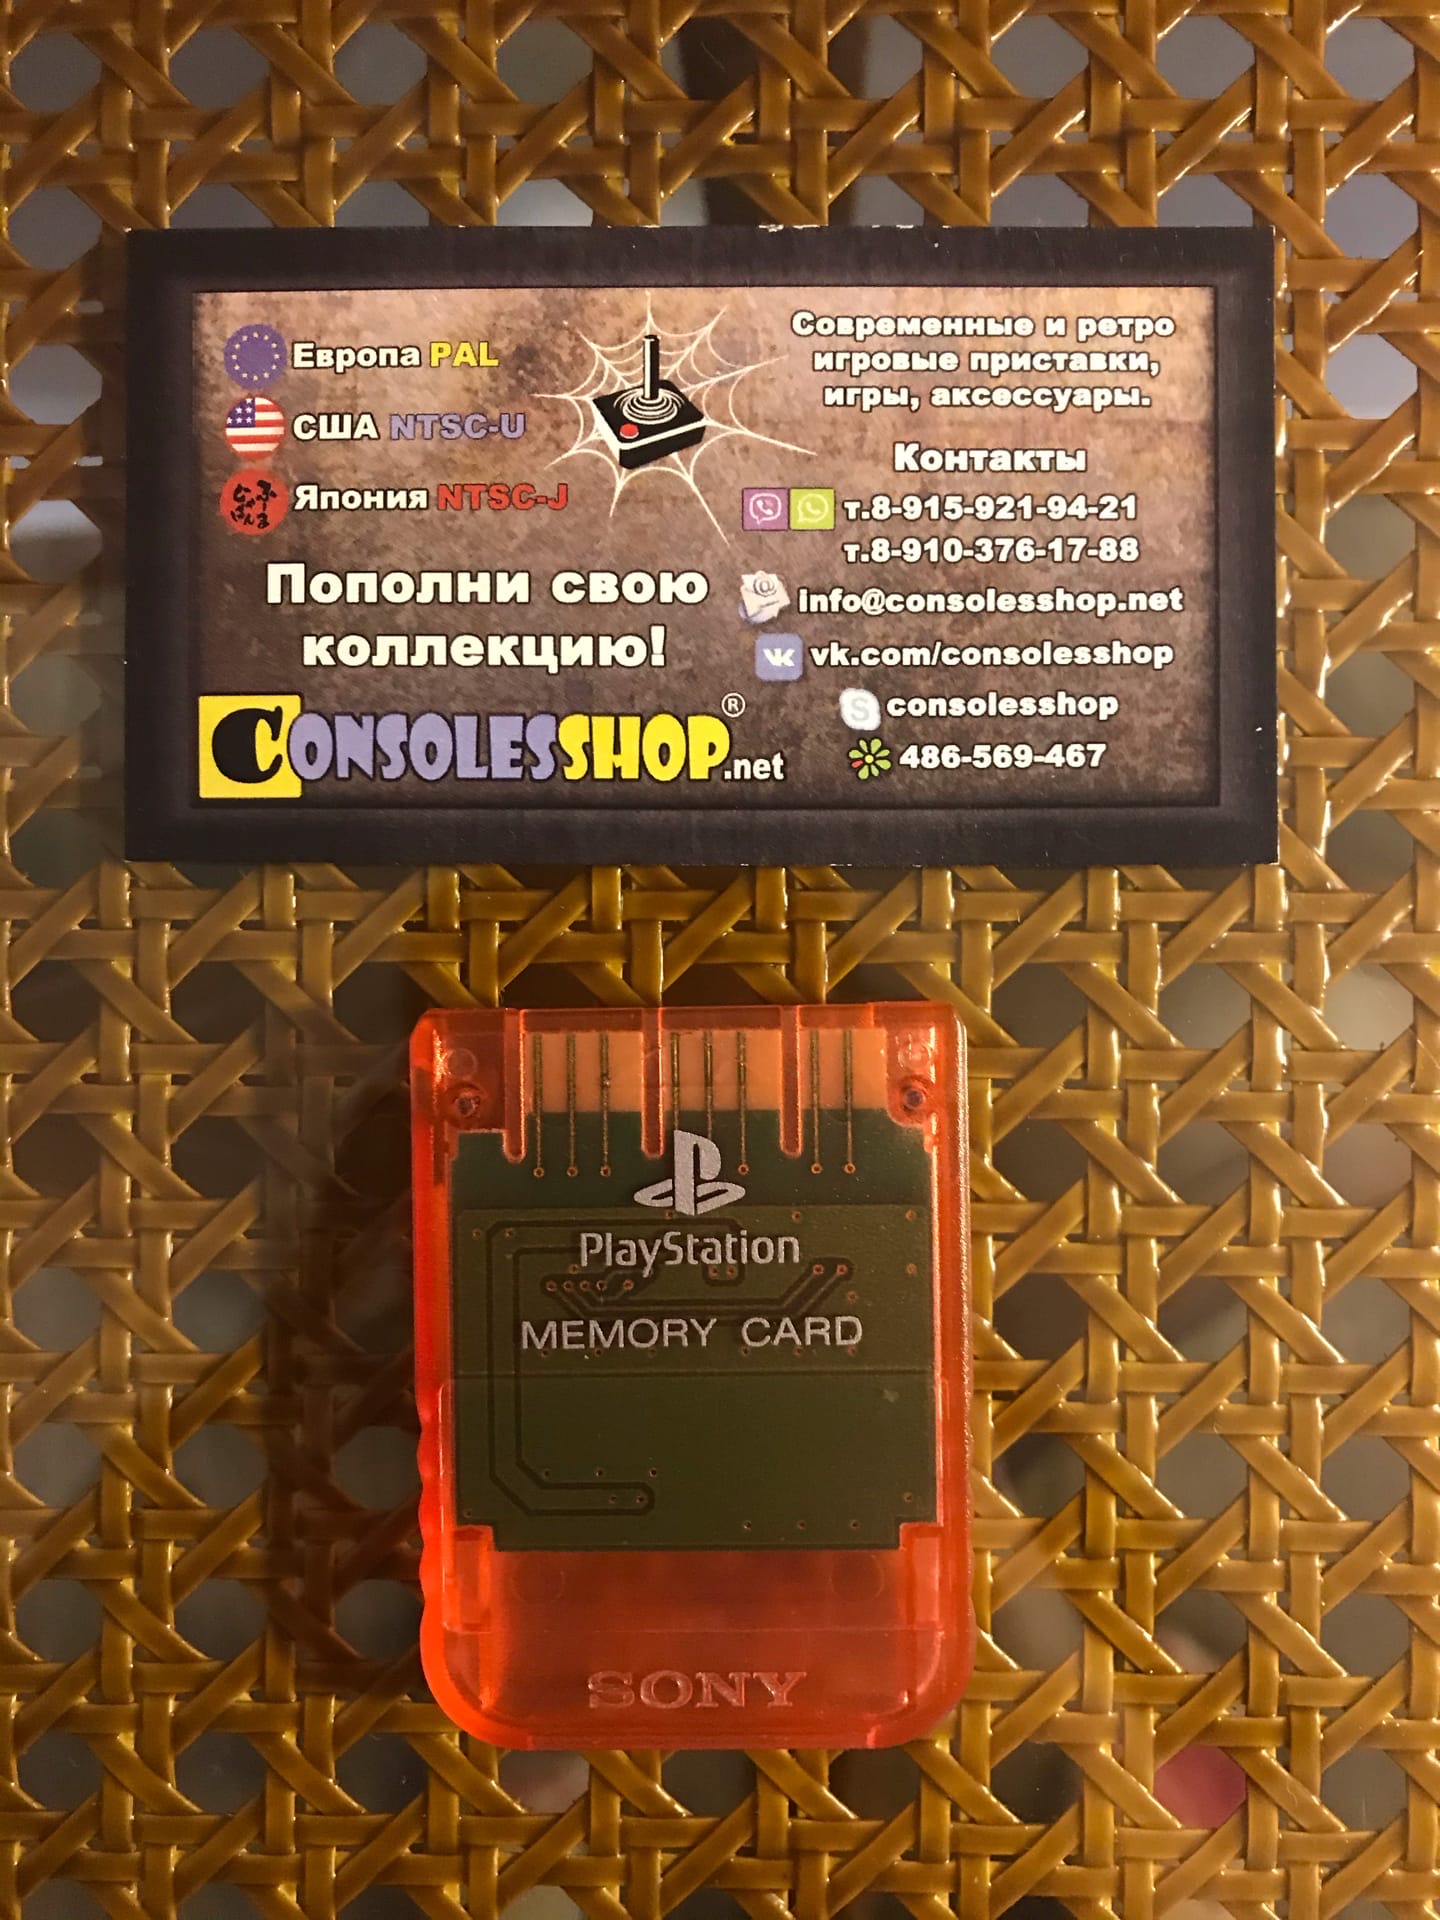 Европа PAL
США NTSC-U
Япония NTSC-J
Пополни свою
коллекцию!
CONSOLESSHOP.net®
Современные и ретро
игровые приставки,
игры, аксессуары.
Контакты
т.8-915-921-94-21
т.8-910-376-17-88
info@consolesshop.net
vk.com/consolesshop
consolesshop
486-569-467
PlayStation
MEMORY CARD
SONY